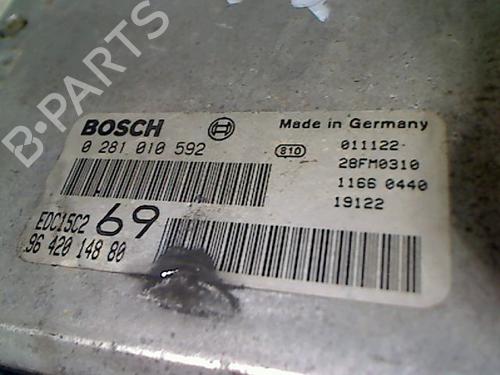 B-PARTS
BOSCH
Made in Germany
0 281 010 592
810
011122-
28FM0310
1166 0440
19122
EDC15C2 69
96 420 148 80